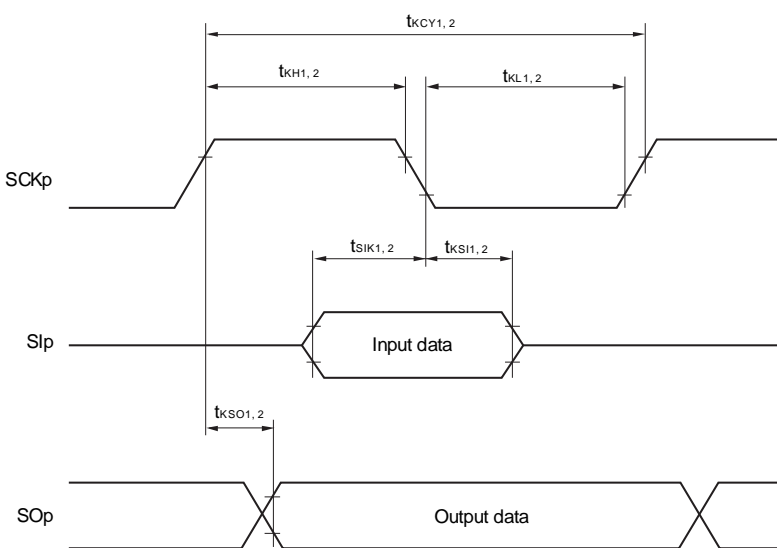 tKCY1, 2
tKH1, 2
tKL1, 2
SCKp
tSIK1, 2
tKSI1, 2
SIp
Input data
tKSO1, 2
SOp
Output data